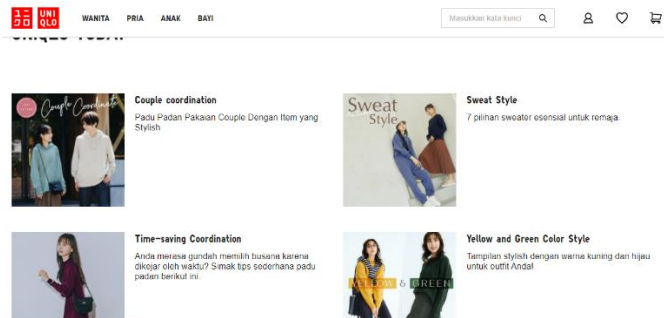 ユニ UNI
クロ QLO
WANITA PRIA ANAK BAYI
Masukkan kata kunci
UNIQLO TODAY
Couple Coordinate
Couple coordination
Padu Padan Pakaian Couple Dengan Item yang
Stylish
Sweat
Style
Sweat Style
7 pilihan sweater esensial untuk remaja.
Time-saving Coordination
Anda merasa gundah memilih busana karena
dikejar oleh waktu? Simak tips sederhana padu
padan berikut ini.
YELLOW & GREEN
Yellow and Green Color Style
Tampilan stylish dengan warna kuning dan hijau
untuk outfit Anda!